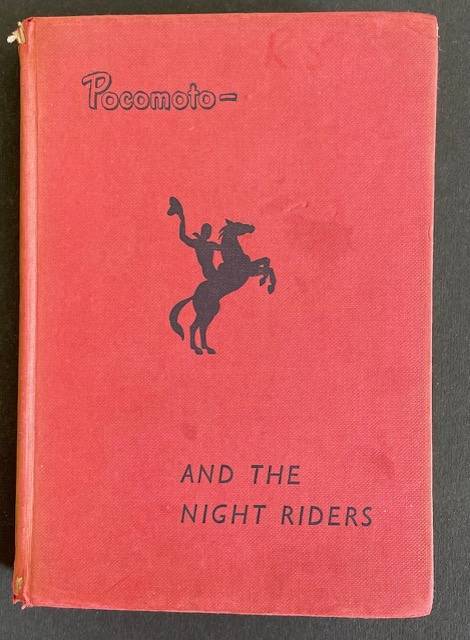 Pocomoto-
AND THE
NIGHT RIDERS